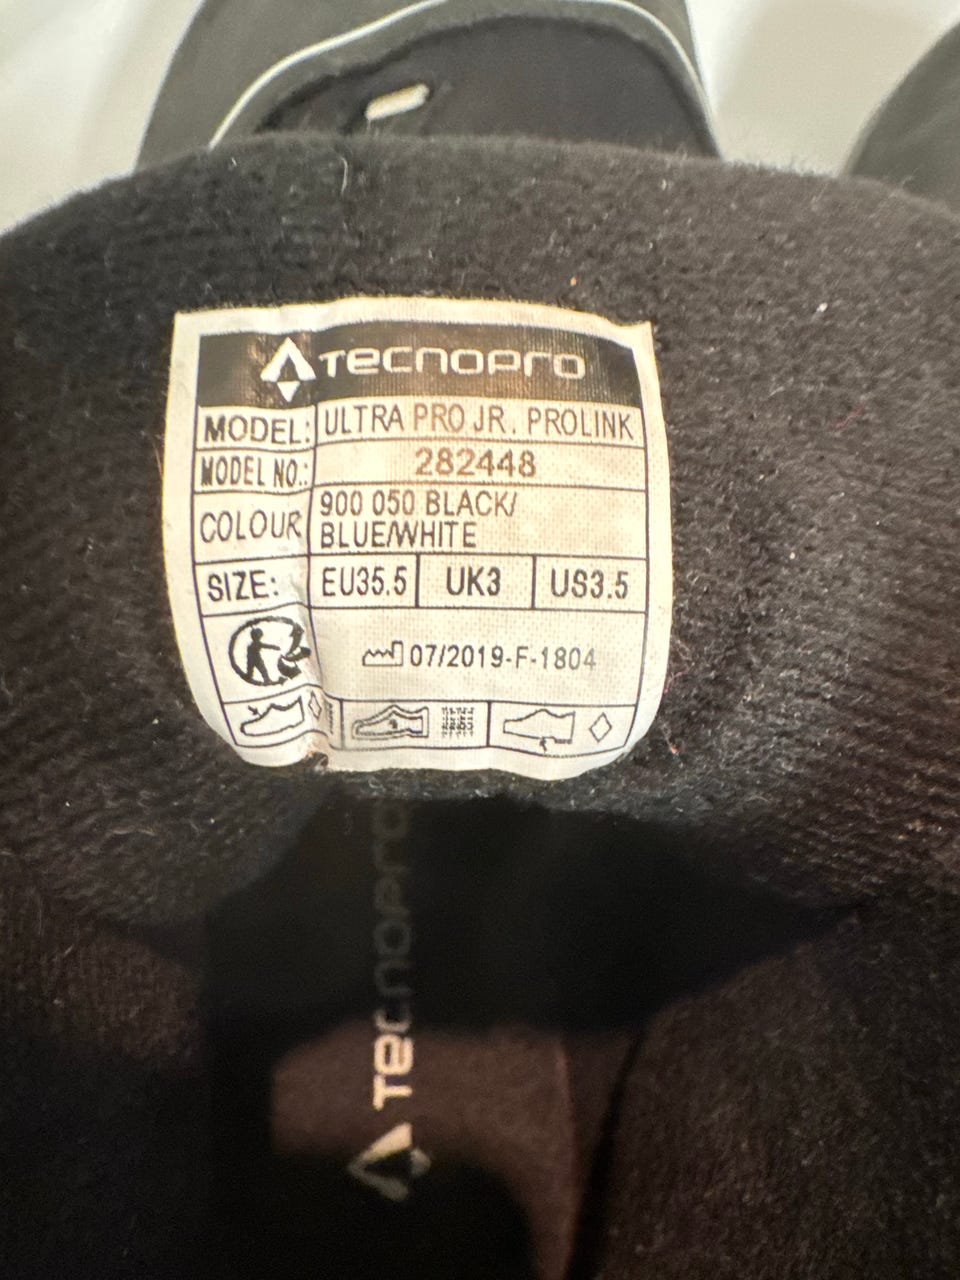 TECNOPRO
MODEL: ULTRA PRO JR. PROLINK
MODEL NO.: 282448
COLOUR 900 050 BLACK/
BLUE/WHITE
SIZE: EU35.5 UK3 US3.5
07/2019-F-1804
TECNOPRO